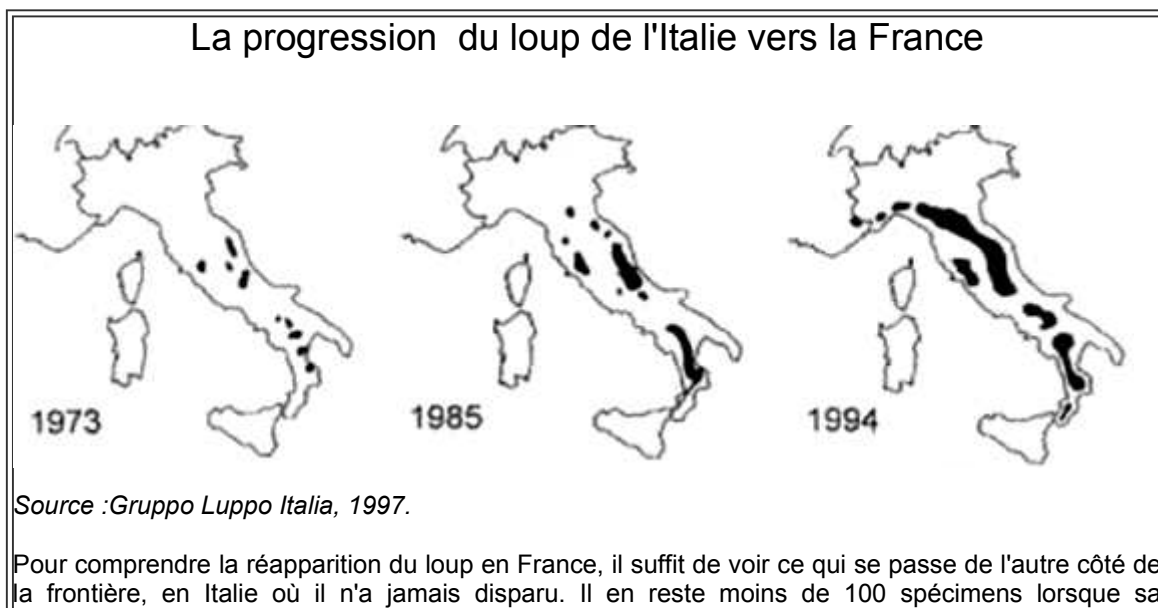 La progression  du loup de l'Italie vers la France
1973
1985
1994
Source :Gruppo Luppo Italia, 1997.
Pour comprendre la réapparition du loup en France, il suffit de voir ce qui se passe de l'autre côté de
la frontière, en Italie où il n'a jamais disparu. Il en reste moins de 100 spécimens lorsque sa